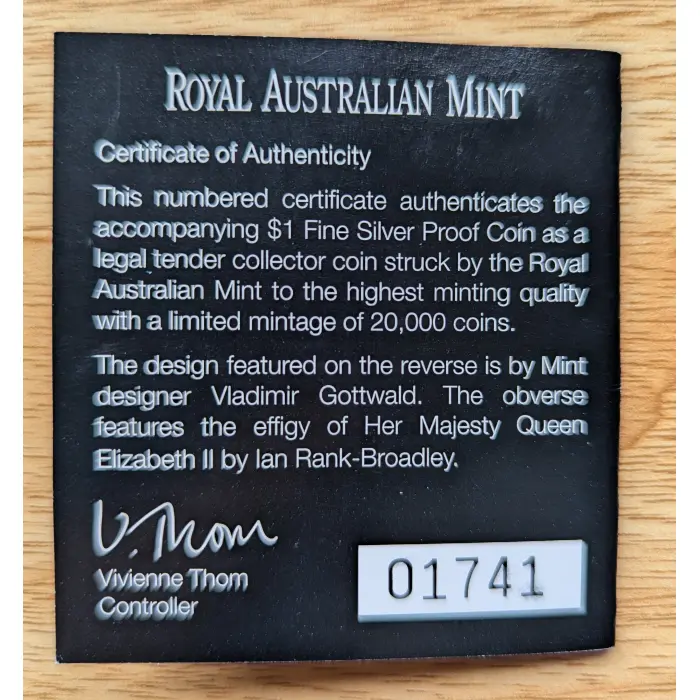 ROYAL AUSTRALIAN MINT
Certificate of Authenticity
This numbered certificate authenticates the
accompanying $1 Fine Silver Proof Coin as a
legal tender collector coin struck by the Royal
Australian Mint to the highest minting quality
with a limited mintage of 20,000 coins.
The design featured on the reverse is by Mint
designer Vladimir Gottwald. The obverse
features the effigy of Her Majesty Queen
Elizabeth II by Ian Rank-Broadley.
V. Thom
Vivienne Thom
Controller
01741